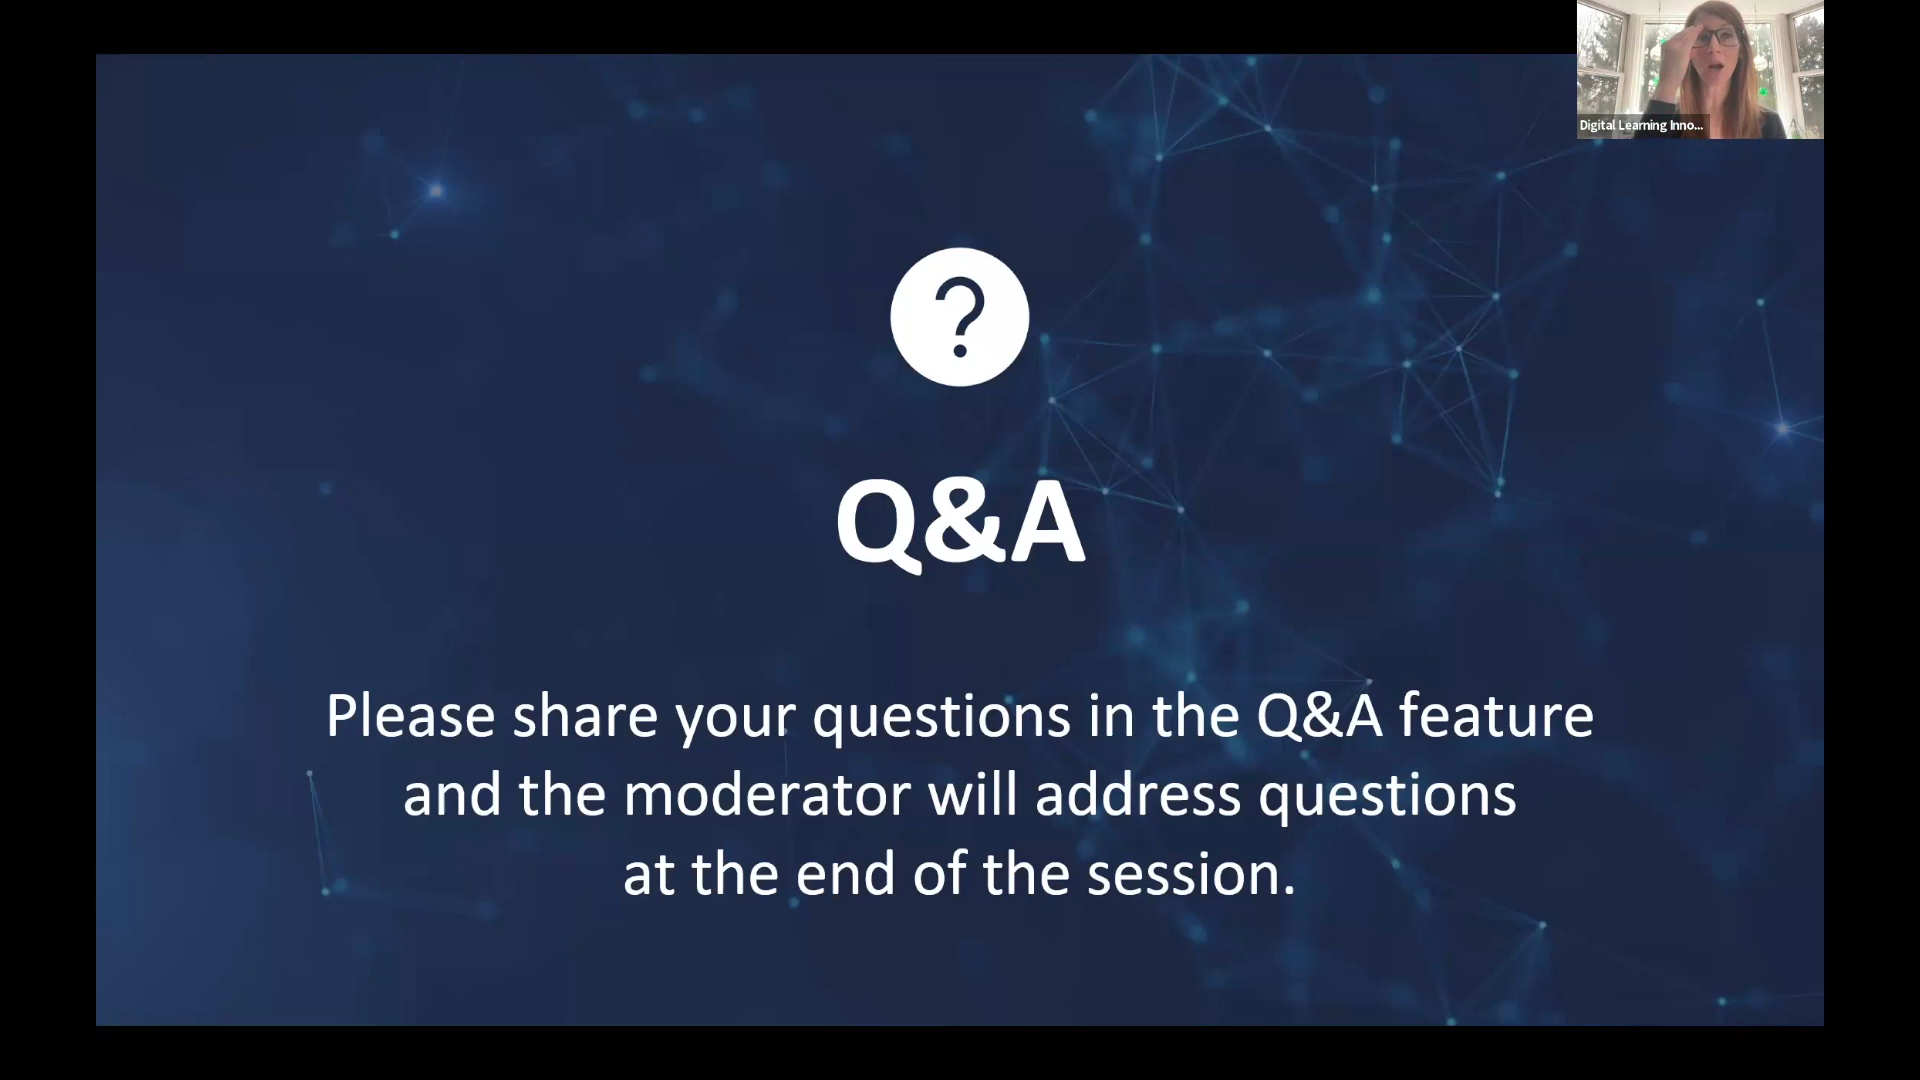 Digital Learning Inno...
?
Q&A
Please share your questions in the Q&A feature
and the moderator will address questions
at the end of the session.